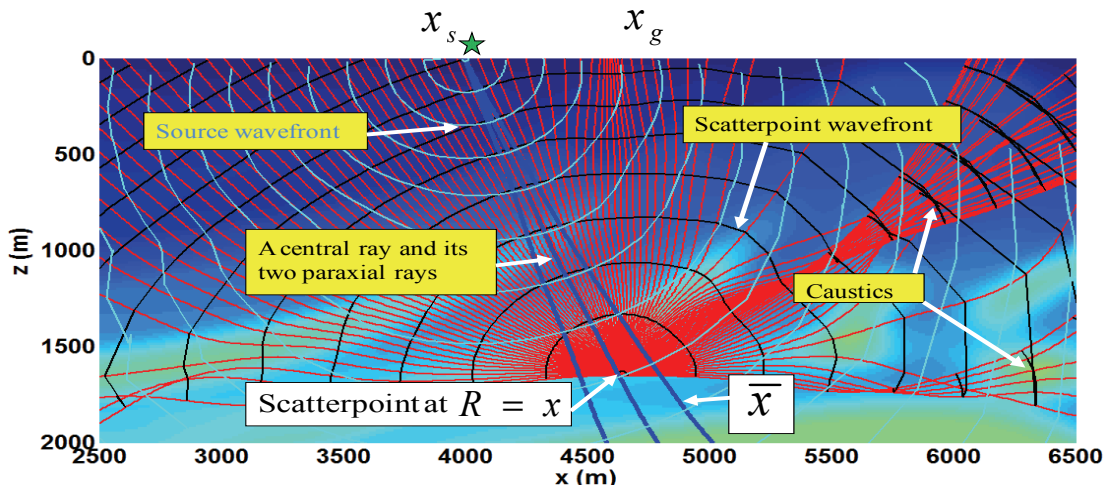 x_s x_g
0
500
1000
1500
2000
z (m)
Source wavefront
Scatterpoint wavefront
A central ray and its
two paraxial rays
Caustics
Scatterpoint at R = x
x̅
2500 3000 3500 4000 4500 5000 5500 6000 6500
x (m)